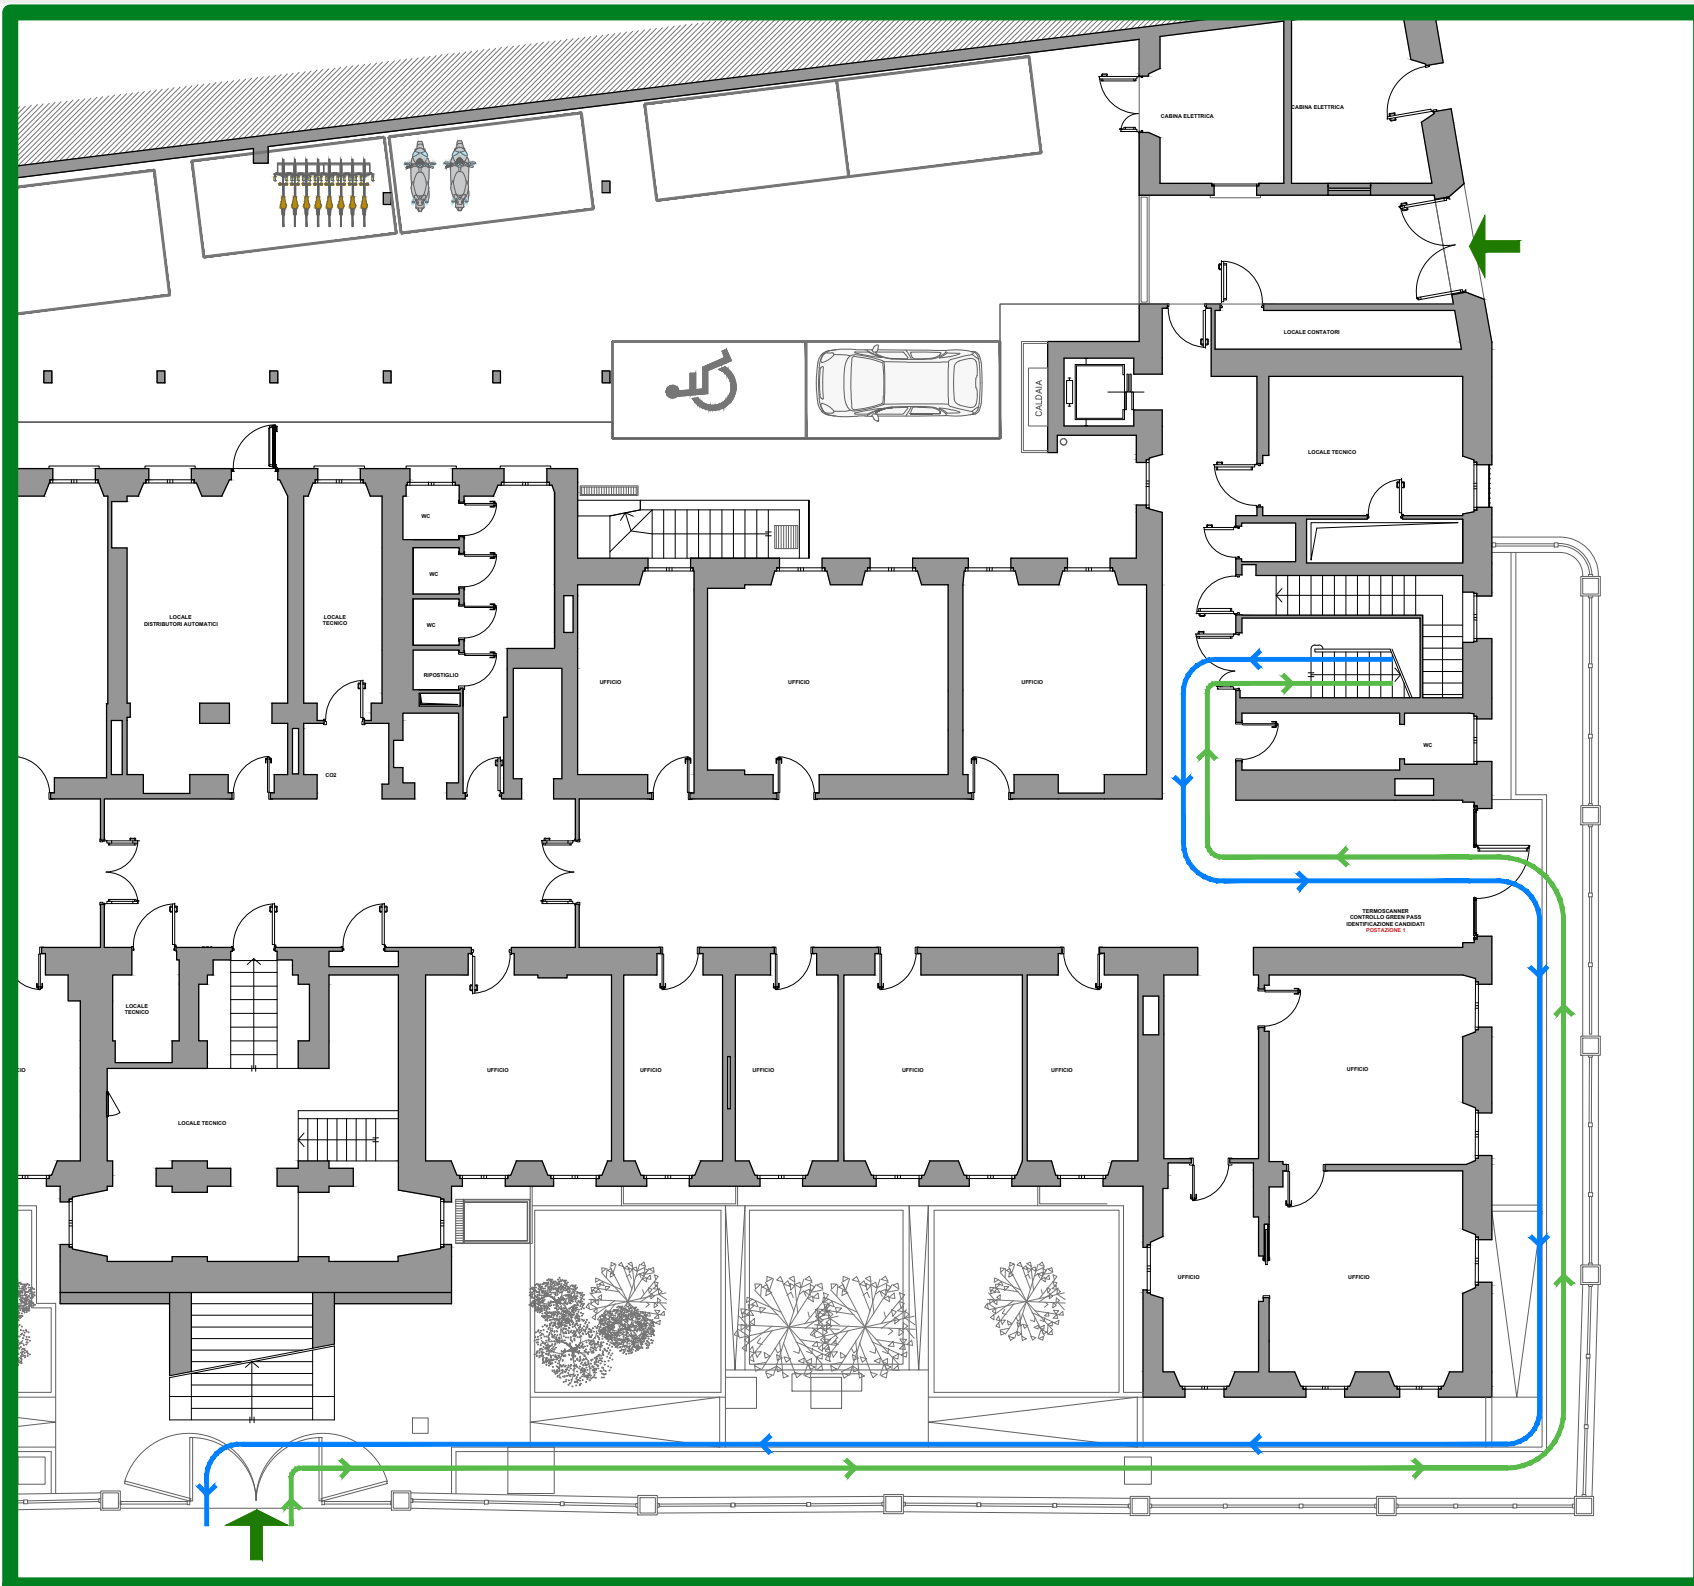 CABINA ELETTRICA
CABINA ELETTRICA
LOCALE CONTATORI
CALDAIA
LOCALE TECNICO
WC
WC
WC
RIPOSTIGLIO
LOCALE
DISTRIBUTORI AUTOMATICI
LOCALE
TECNICO
UFFICIO
UFFICIO
UFFICIO
WC
CO2
TERMOSCANNER
CONTROLLO GREEN PASS
IDENTIFICAZIONE CANDIDATI
POSTAZIONE 1
LOCALE
TECNICO
UFFICIO
UFFICIO
UFFICIO
UFFICIO
UFFICIO
UFFICIO
LOCALE TECNICO
UFFICIO
UFFICIO